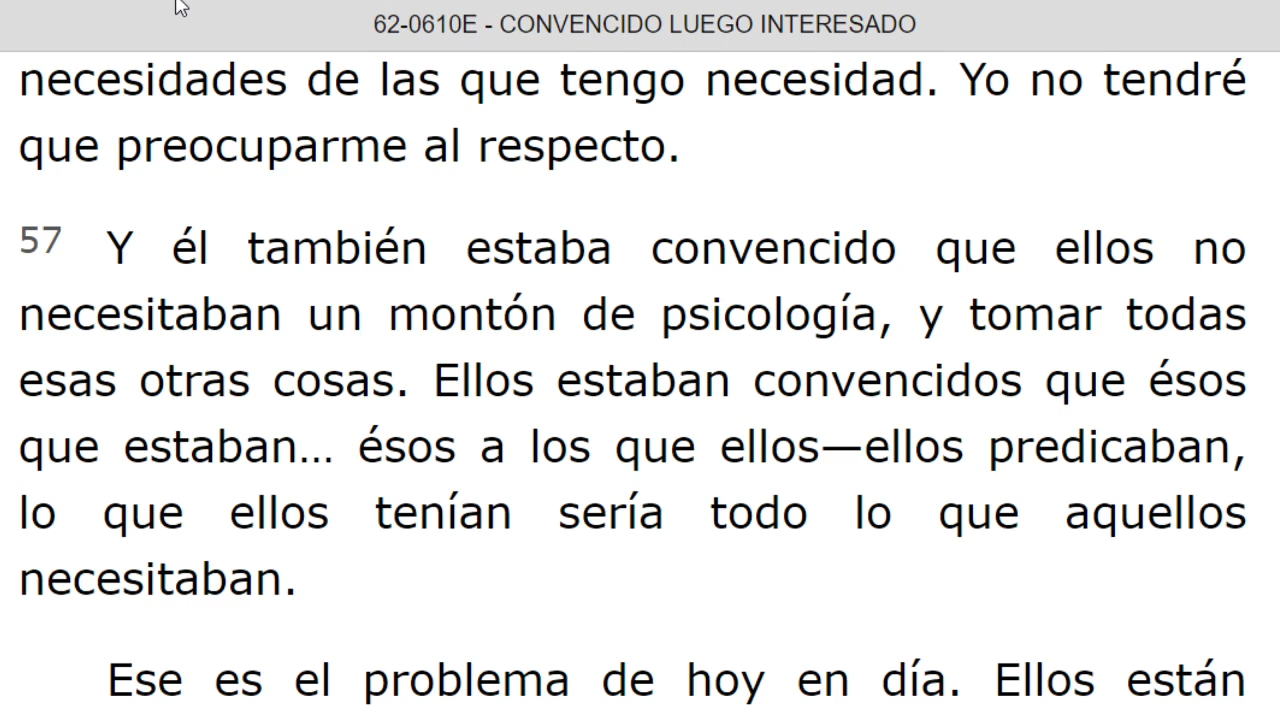 62-0610E - CONVENCIDO LUEGO INTERESADO
necesidades de las que tengo necesidad. Yo no tendré
que preocuparme al respecto.
57 Y él también estaba convencido que ellos no
necesitaban un montón de psicología, y tomar todas
esas otras cosas. Ellos estaban convencidos que ésos
que estaban… ésos a los que ellos—ellos predicaban,
lo que ellos tenían sería todo lo que aquellos
necesitaban.
Ese es el problema de hoy en día. Ellos están